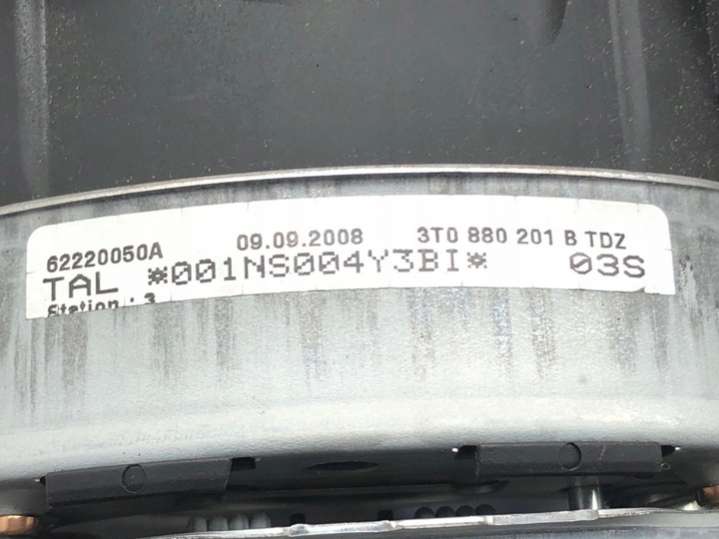 62220050A 09.09.2008 3T0 880 201 B TDZ
TAL *001NS004Y3BI* 03S
Station : 3